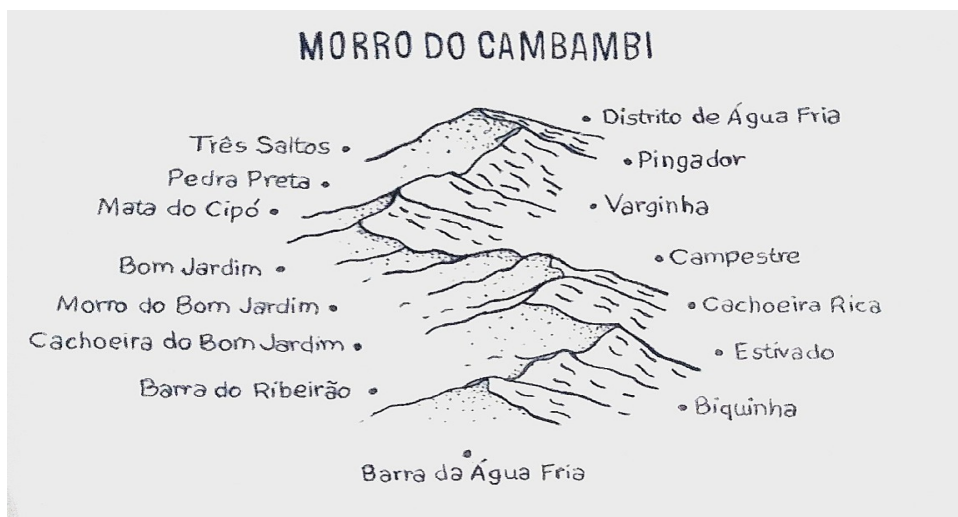 MORRO DO CAMBAMBI
Três Saltos
Pedra Preta
Mata do Cipó
Bom Jardim
Morro do Bom Jardim
Cachoeira do Bom Jardim
Barra do Ribeirão
Distrito de Água Fria
Pingador
Varginha
Campestre
Cachoeira Rica
Estivado
Biquinha
Barra da Água Fria